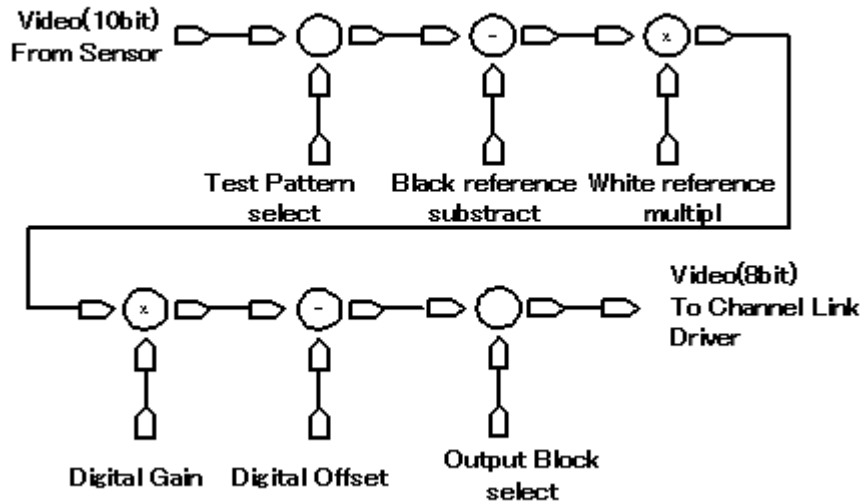 Video(10bit)
From Sensor
-
x
Test Pattern
select
Black reference
substract
White reference
multipl
x
-
Video(8bit)
To Channel Link
Driver
Digital Gain
Digital Offset
Output Block
select